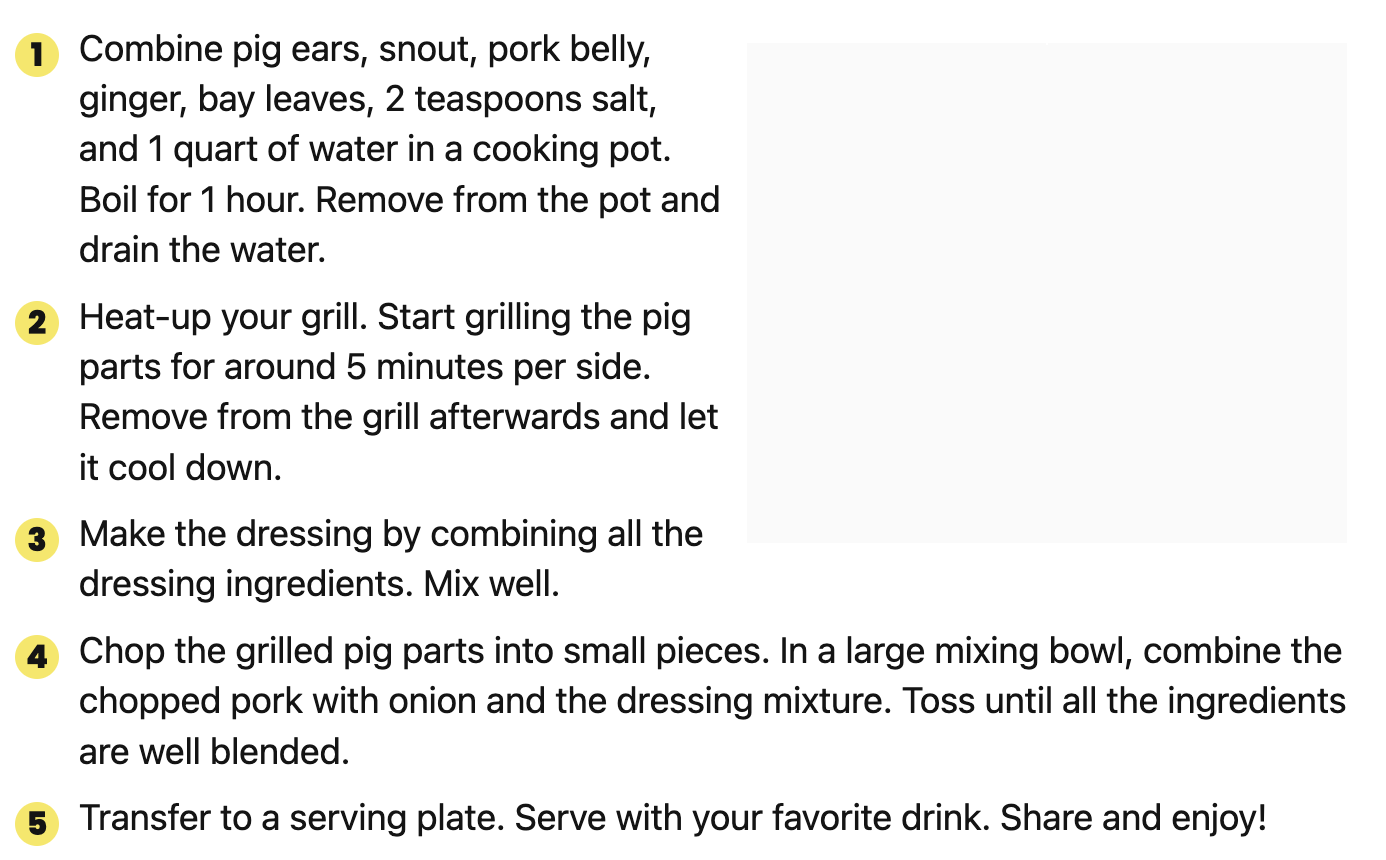 1 Combine pig ears, snout, pork belly,
ginger, bay leaves, 2 teaspoons salt,
and 1 quart of water in a cooking pot.
Boil for 1 hour. Remove from the pot and
drain the water.
2 Heat-up your grill. Start grilling the pig
parts for around 5 minutes per side.
Remove from the grill afterwards and let
it cool down.
3 Make the dressing by combining all the
dressing ingredients. Mix well.
4 Chop the grilled pig parts into small pieces. In a large mixing bowl, combine the
chopped pork with onion and the dressing mixture. Toss until all the ingredients
are well blended.
5 Transfer to a serving plate. Serve with your favorite drink. Share and enjoy!